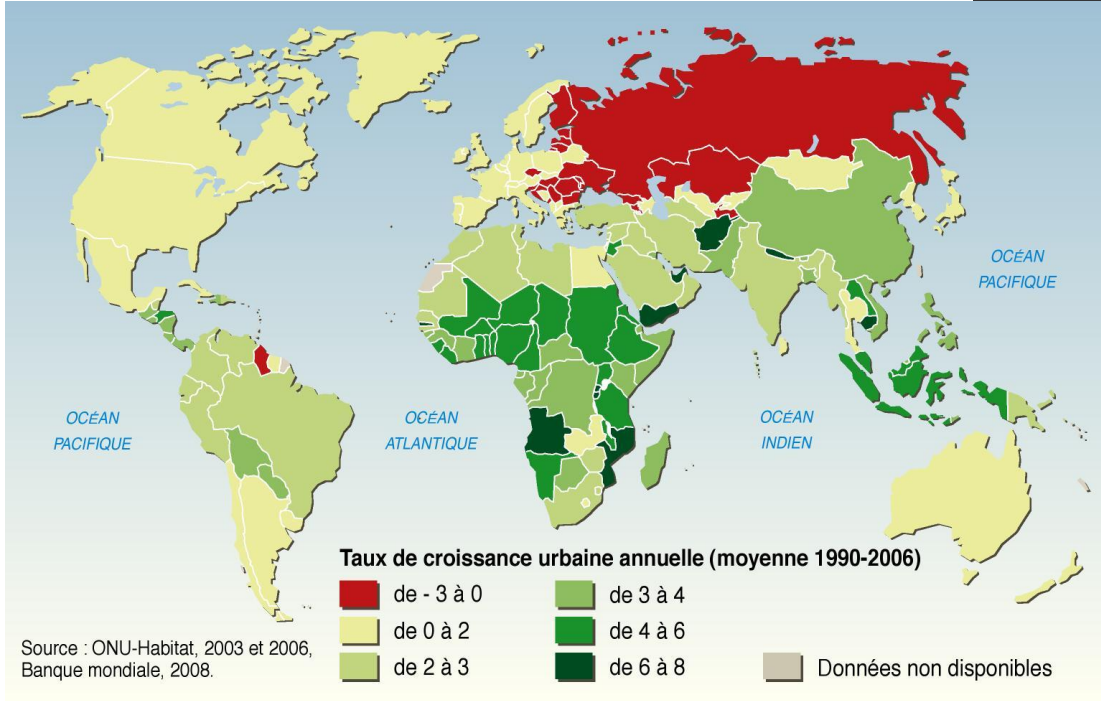 OCÉAN
PACIFIQUE
OCÉAN
PACIFIQUE
OCÉAN
ATLANTIQUE
OCÉAN
INDIEN
Taux de croissance urbaine annuelle (moyenne 1990-2006)
de - 3 à 0
de 0 à 2
de 2 à 3
de 3 à 4
de 4 à 6
de 6 à 8
Données non disponibles
Source : ONU-Habitat, 2003 et 2006,
Banque mondiale, 2008.